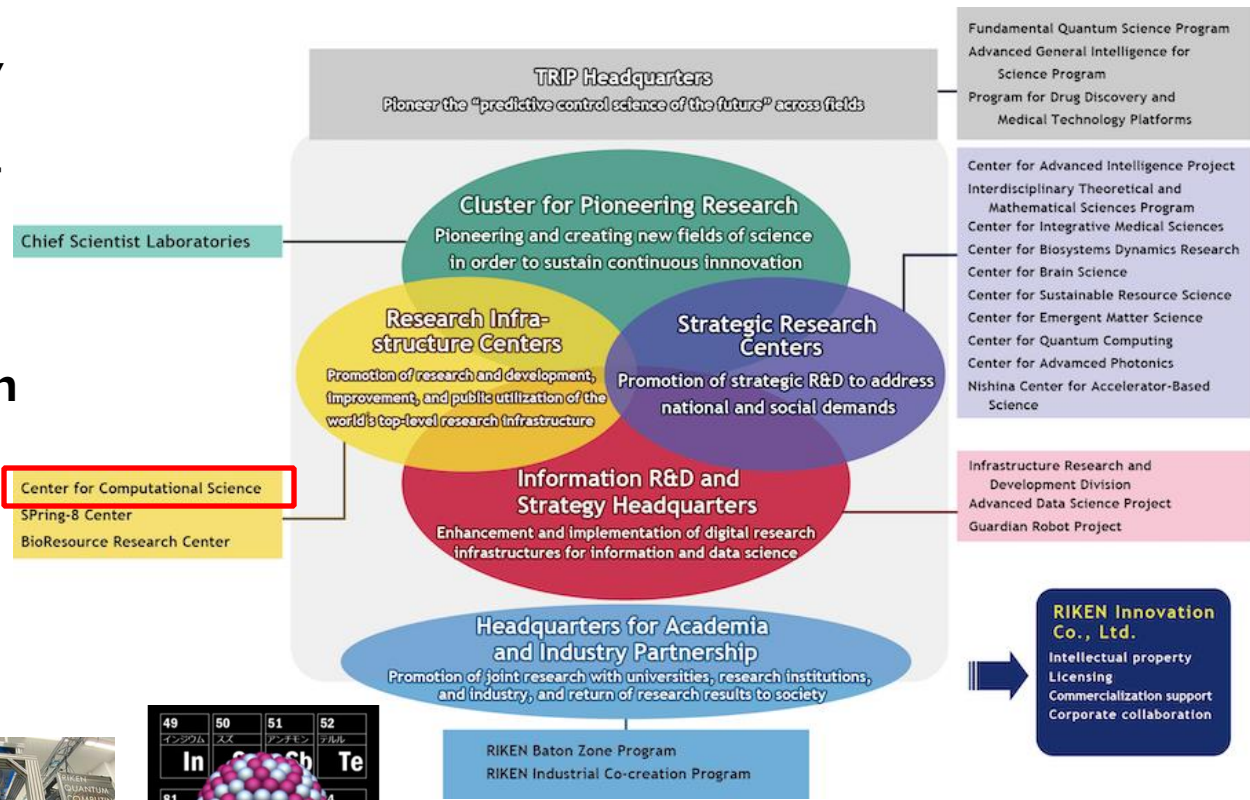 TRIP Headquarters
Pioneer the "predictive control science of the future" across fields
Fundamental Quantum Science Program
Advanced General Intelligence for
Science Program
Program for Drug Discovery and
Medical Technology Platforms
Chief Scientist Laboratories
Cluster for Pioneering Research
Pioneering and creating new fields of science
in order to sustain continuous innnovation
Center for Advanced Intelligence Project
Interdisciplinary Theoretical and
Mathematical Sciences Program
Center for Integrative Medical Sciences
Center for Biosystems Dynamics Research
Center for Brain Science
Center for Sustainable Resource Science
Center for Emergent Matter Science
Center for Quantum Computing
Center for Advamced Photonics
Nishina Center for Accelerator-Based
Science
Research Infra-
structure Centers
Promotion of research and development,
improvement, and public utilization of the
world's top-level research infrastructure
Strategic Research
Centers
Promotion of strategic R&D to address
national and social demands
Center for Computational Science
SPring-8 Center
BioResource Research Center
Information R&D and
Strategy Headquarters
Enhancement and implementation of digital research
infrastructures for information and data science
Infrastructure Research and
Development Division
Advanced Data Science Project
Guardian Robot Project
Headquarters for Academia
and Industry Partnership
Promotion of joint research with universities, research institutions,
and industry, and return of research results to society
RIKEN Innovation
Co., Ltd.
Intellectual property
Licensing
Commercialization support
Corporate collaboration
RIKEN Baton Zone Program
RIKEN Industrial Co-creation Program
49 50 51 52
インジウム スズ アンチモン テルル
In Sb Te
81
RIKEN
QUANTUM